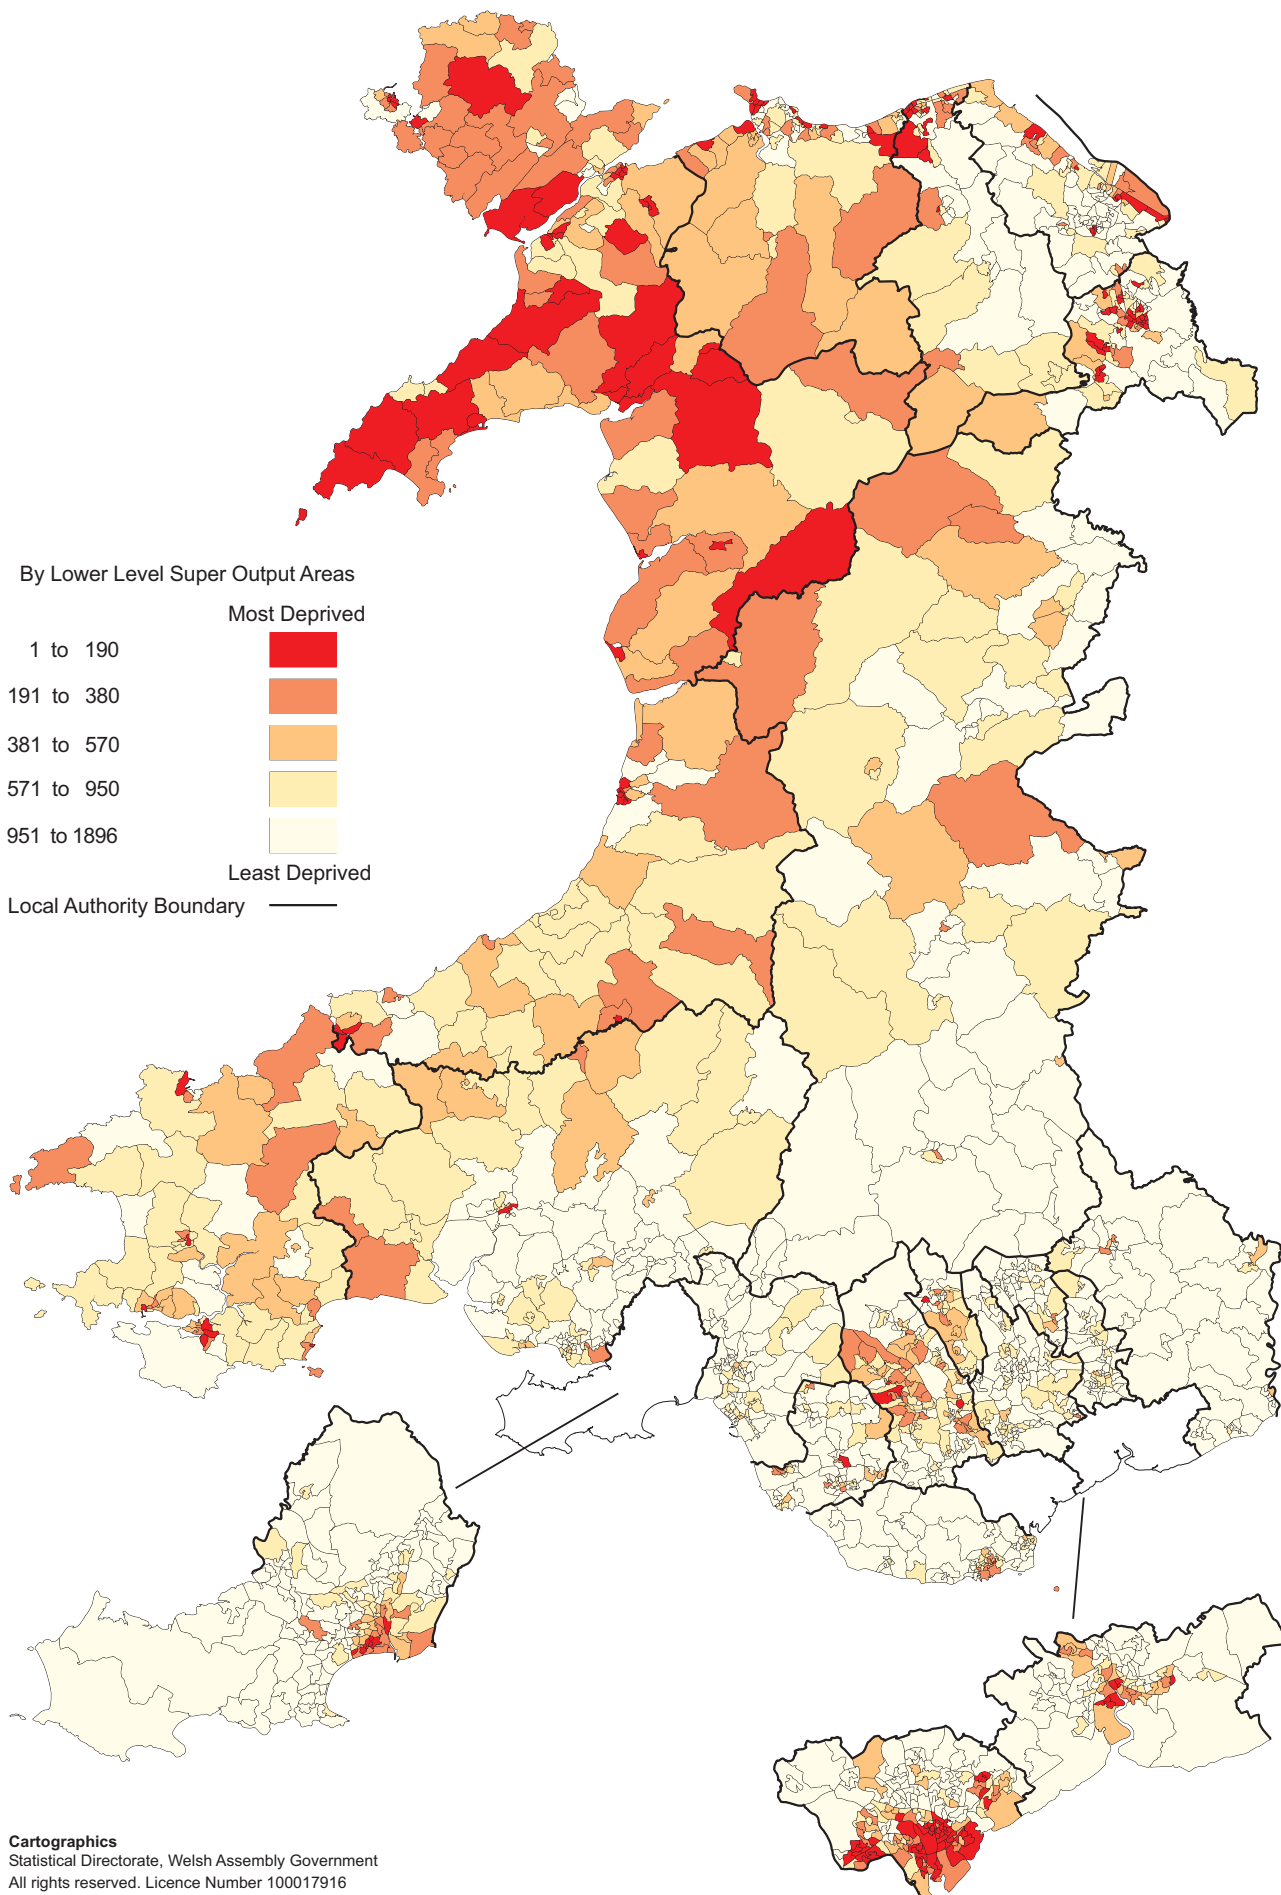 By Lower Level Super Output Areas
Most Deprived
1 to 190
191 to 380
381 to 570
571 to 950
951 to 1896
Least Deprived
Local Authority Boundary
Cartographics
Statistical Directorate, Welsh Assembly Government
All rights reserved. Licence Number 100017916